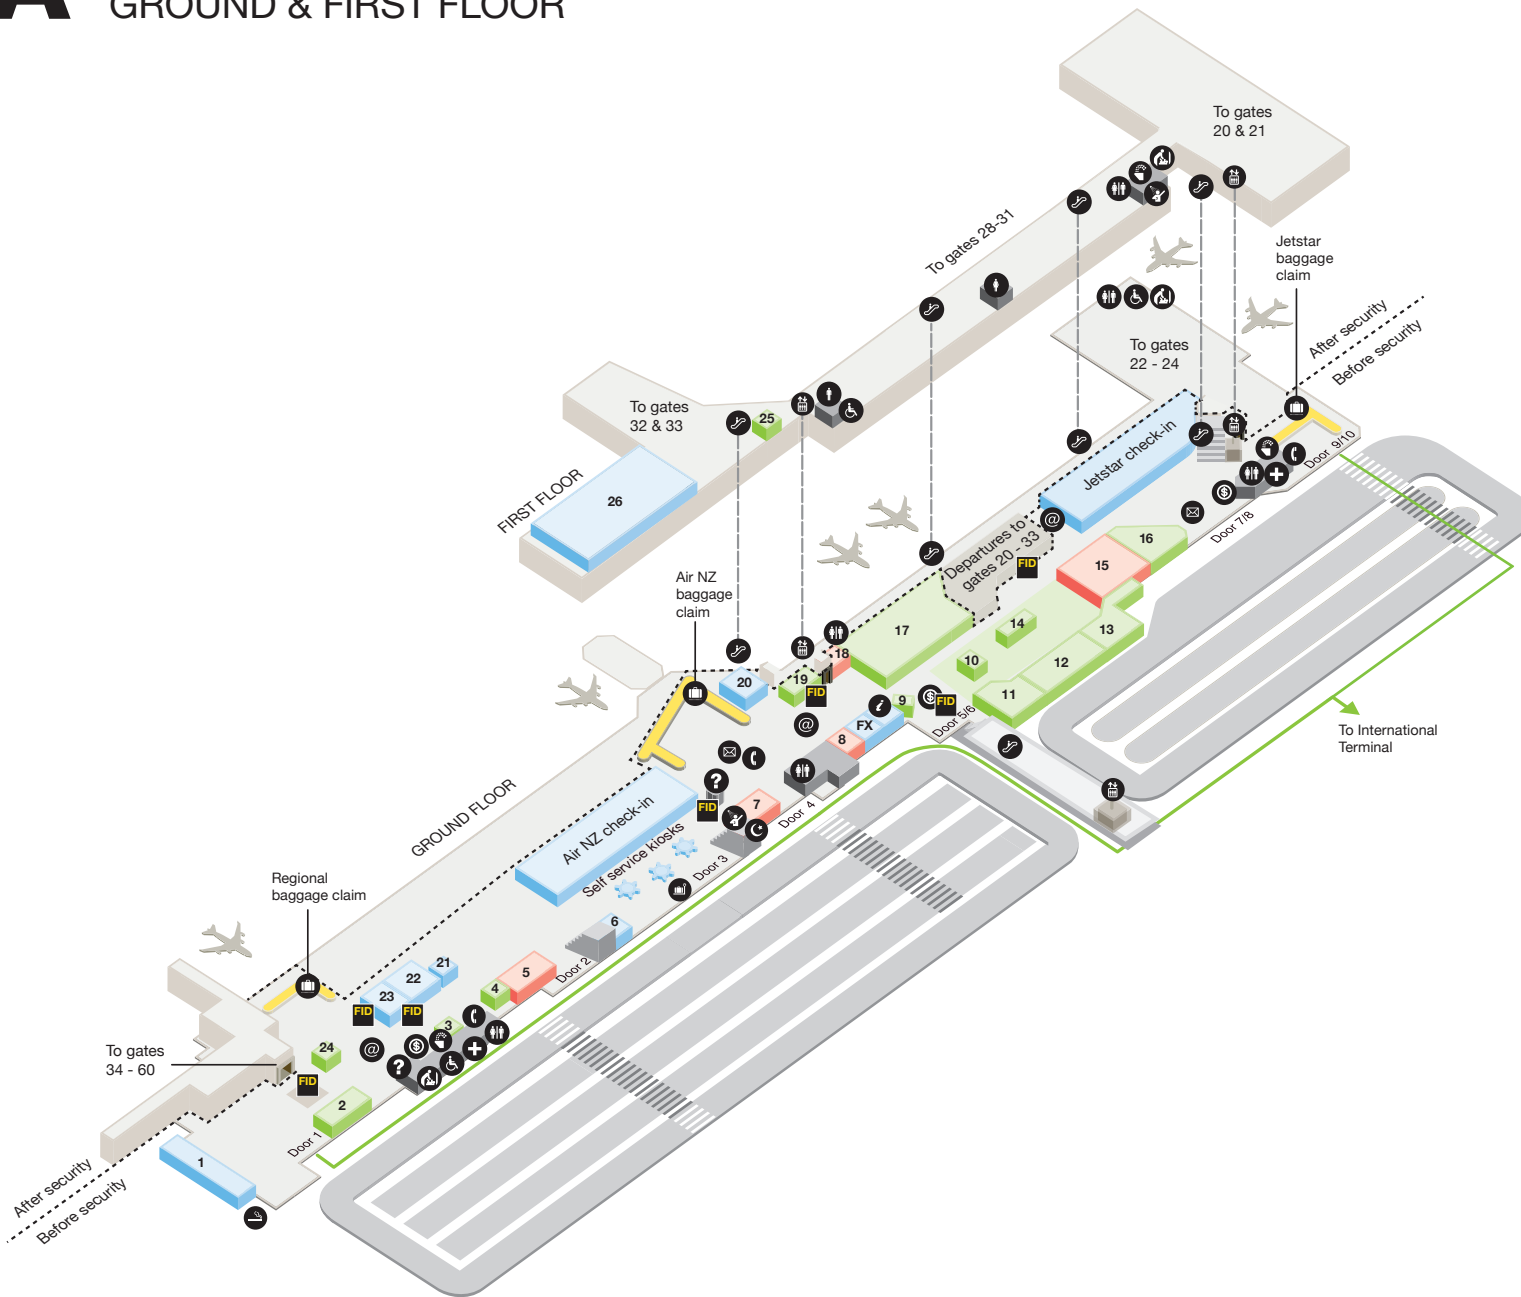 A
GROUND & FIRST FLOOR
To gates
20 & 21
To gates 28-31
Jetstar
baggage
claim
After security
Before security
To gates
22 - 24
To gates
32 & 33
25
FIRST FLOOR
26
Jetstar check-in
Door 9/10
Door 7/8
@
16
15
Departures to
gates 20 - 33
FID
Air NZ
baggage
claim
17
14
13
12
10
11
18
19
20
FID
9
$
FID
Door 5/6
i
FX
8
@
To International
Terminal
?
FID
7
Door 4
GROUND FLOOR
Air NZ check-in
Self service kiosks
Door 3
Regional
baggage claim
6
Door 2
5
4
21
22
23
FID
FID
3
@
$
?
24
To gates
34 - 60
FID
2
Door 1
1
After security
Before security
$